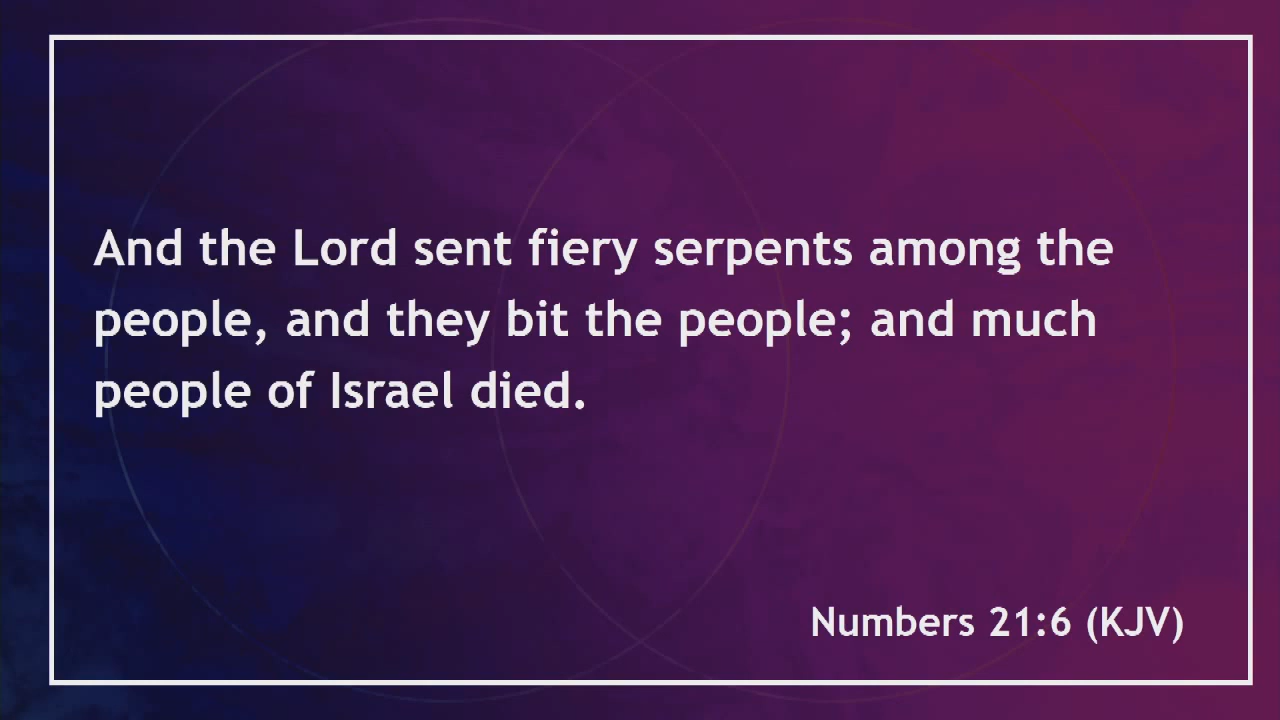 And the Lord sent fiery serpents among the
people, and they bit the people; and much
people of Israel died.
Numbers 21:6 (KJV)